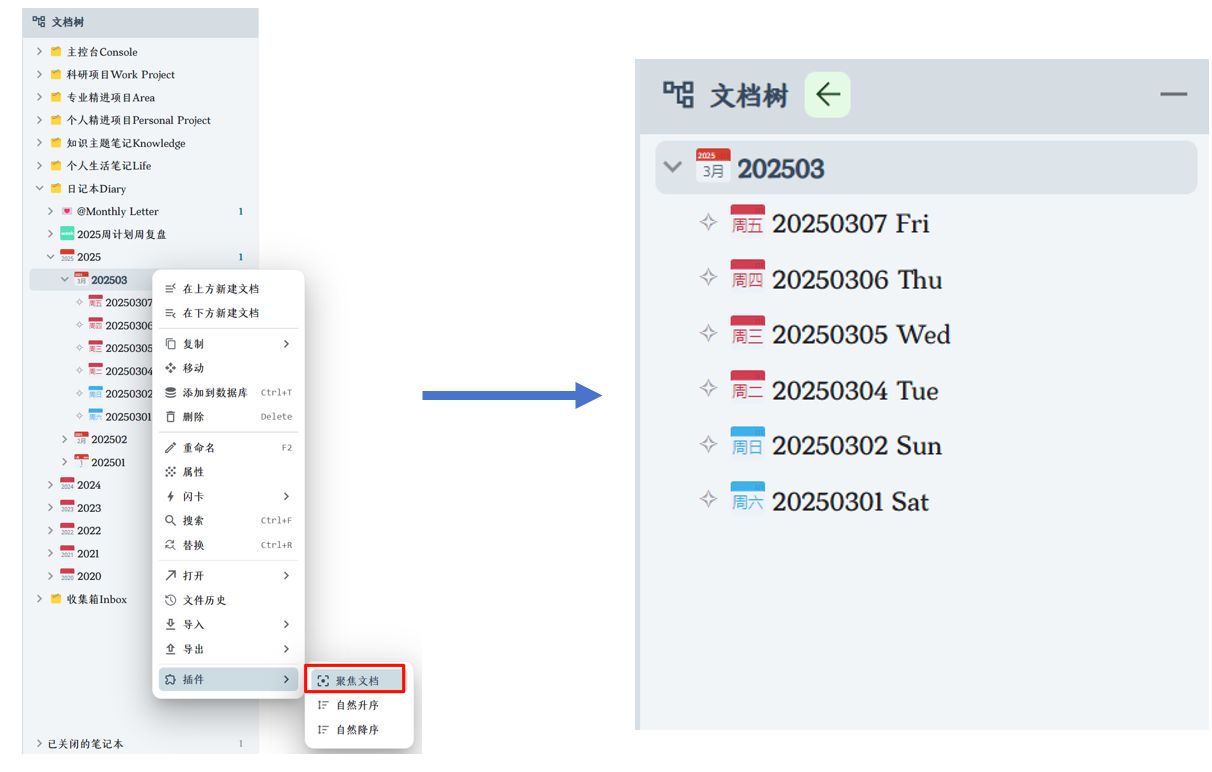 文档树
主控台Console
科研项目Work Project
专业精进项目Area
个人精进项目Personal Project
知识主题笔记Knowledge
个人生活笔记Life
日记本Diary
@Monthly Letter 1
2025周计划周复盘
2025 2025 1
3月 202503
周五 20250307
周四 20250306
周三 20250305
周二 20250304
周日 20250302
周六 20250301
2月 202502
1 202501
2024 2024
2023 2023
2022 2022
2021 2021
2020 2020
收集箱Inbox
已关闭的笔记本 1
在上方新建文档
在下方新建文档
复制
移动
添加到数据库 Ctrl+T
删除 Delete
重命名 F2
属性
闪卡
搜索 Ctrl+F
替换 Ctrl+R
打开
文件历史
导入
导出
插件
聚焦文档
自然升序
自然降序
文档树
2025
3月 202503
周五 20250307 Fri
周四 20250306 Thu
周三 20250305 Wed
周二 20250304 Tue
周日 20250302 Sun
周六 20250301 Sat